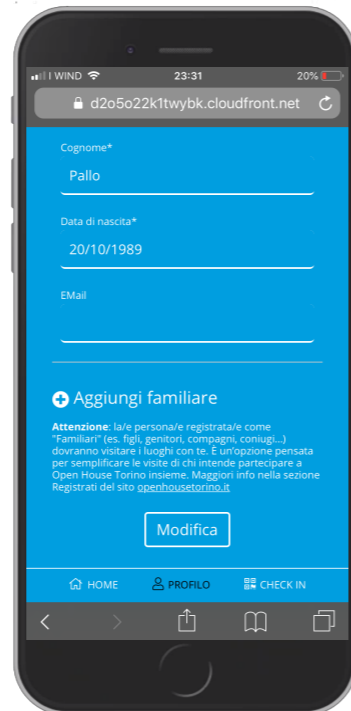 I WIND 23:31 20%
d2o5o22k1twybk.cloudfront.net
Cognome*
Pallo
Data di nascita*
20/10/1989
EMail
Aggiungi familiare
Attenzione: la/e persona/e registrata/e come
"Familiari" (es. figli, genitori, compagni, coniugi...)
dovranno visitare i luoghi con te. È un'opzione pensata
per semplificare le visite di chi intende partecipare a
Open House Torino insieme. Maggiori info nella sezione
Registrati del sito openhousetorino.it
Modifica
HOME PROFILO CHECK IN